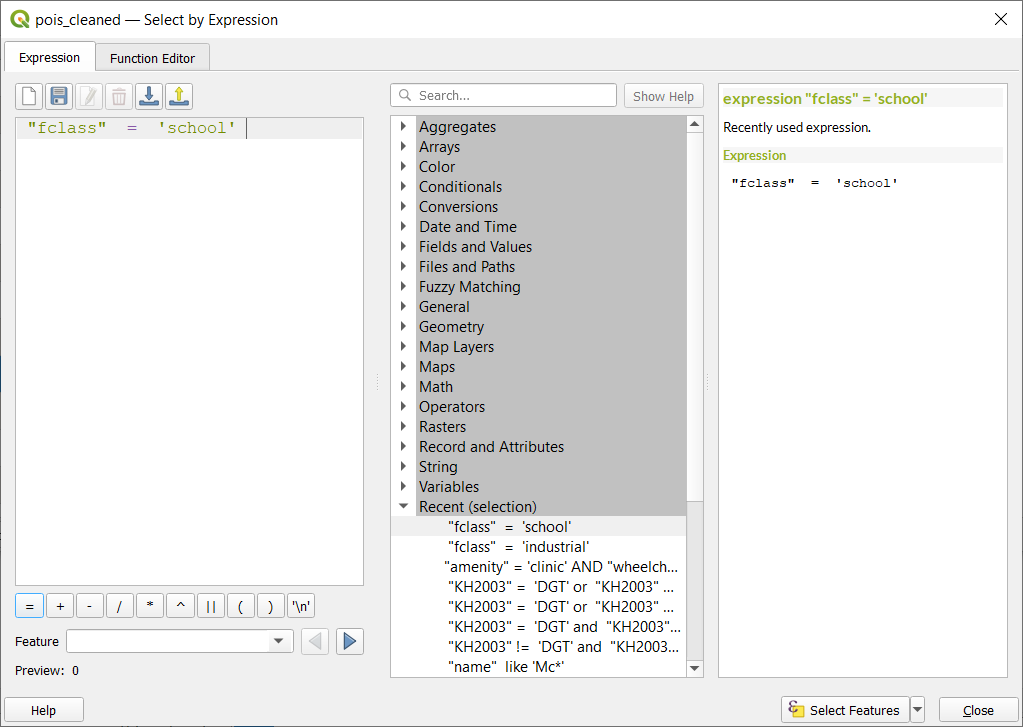 pois_cleaned — Select by Expression
Expression
Function Editor
"fclass" = 'school'
= + - / * ^ || ( ) '\n'
Feature
Preview: 0
Search...
Show Help
Aggregates
Arrays
Color
Conditionals
Conversions
Date and Time
Fields and Values
Files and Paths
Fuzzy Matching
General
Geometry
Map Layers
Maps
Math
Operators
Rasters
Record and Attributes
String
Variables
Recent (selection)
"fclass" = 'school'
"fclass" = 'industrial'
"amenity" = 'clinic' AND "wheelch...
"KH2003" = 'DGT' or "KH2003" ...
"KH2003" = 'DGT' or "KH2003" ...
"KH2003" = 'DGT' and "KH2003"...
"KH2003" != 'DGT' and "KH2003...
"name" like 'Mc*'
expression "fclass" = 'school'
Recently used expression.
Expression
"fclass" = 'school'
Help
Select Features
Close